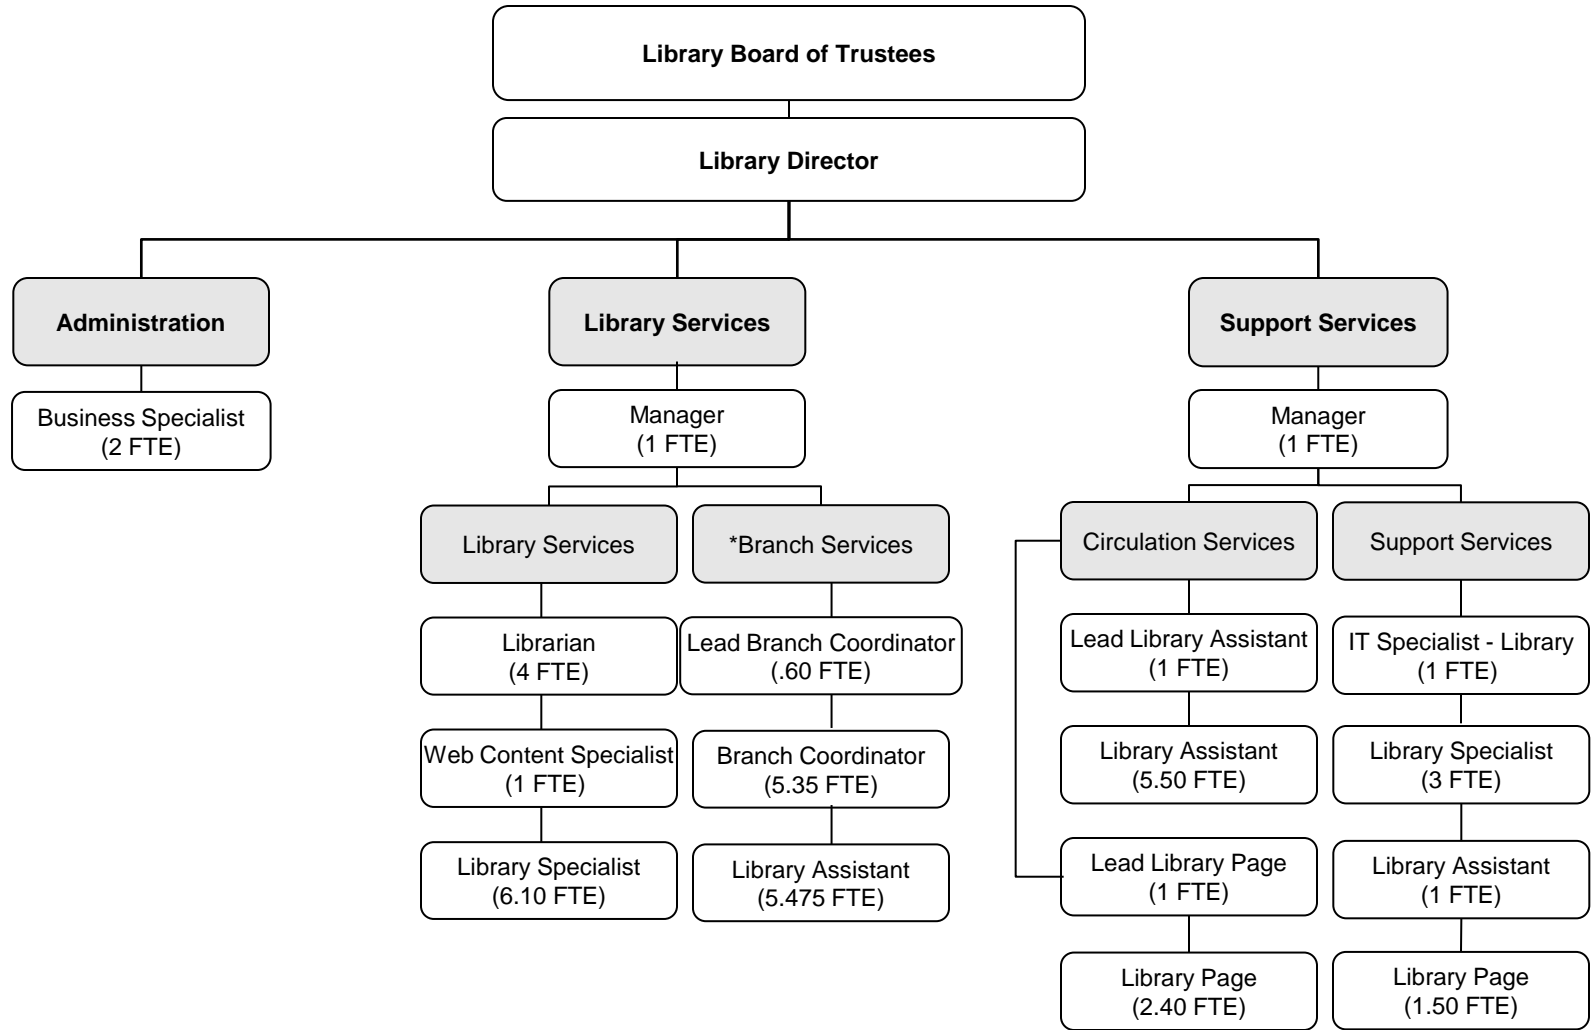 Library Board of Trustees
Library Director
Administration
Library Services
Support Services
Business Specialist
(2 FTE)
Manager
(1 FTE)
Manager
(1 FTE)
Library Services
*Branch Services
Circulation Services
Support Services
Librarian
(4 FTE)
Lead Branch Coordinator
(.60 FTE)
Lead Library Assistant
(1 FTE)
IT Specialist - Library
(1 FTE)
Web Content Specialist
(1 FTE)
Branch Coordinator
(5.35 FTE)
Library Assistant
(5.50 FTE)
Library Specialist
(3 FTE)
Library Specialist
(6.10 FTE)
Library Assistant
(5.475 FTE)
Lead Library Page
(1 FTE)
Library Assistant
(1 FTE)
Library Page
(2.40 FTE)
Library Page
(1.50 FTE)